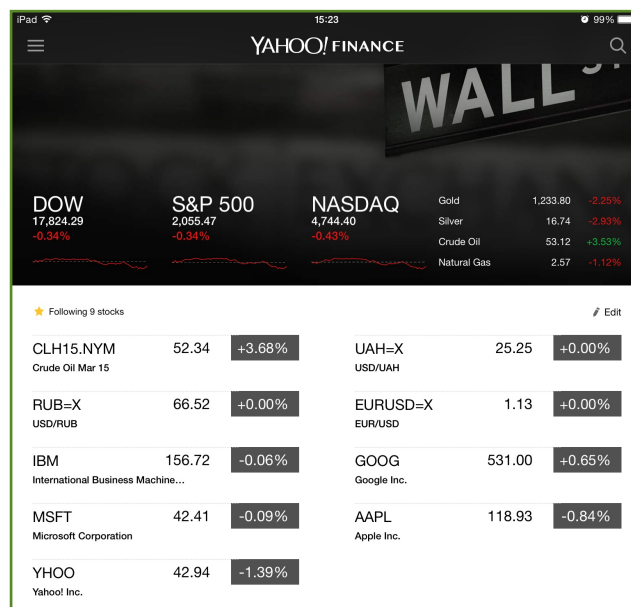 iPad 15:23 99%
YAHOO! FINANCE
WALL ST
DOW
17,824.29
-0.34%
S&P 500
2,055.47
-0.34%
NASDAQ
4,744.40
-0.43%
Gold 1,233.80 -2.25%
Silver 16.74 -2.93%
Crude Oil 53.12 +3.53%
Natural Gas 2.57 -1.12%
Following 9 stocks
Edit
CLH15.NYM 52.34 +3.68%
Crude Oil Mar 15
UAH=X 25.25 +0.00%
USD/UAH
RUB=X 66.52 +0.00%
USD/RUB
EURUSD=X 1.13 +0.00%
EUR/USD
IBM 156.72 -0.06%
International Business Machine...
GOOG 531.00 +0.65%
Google Inc.
MSFT 42.41 -0.09%
Microsoft Corporation
AAPL 118.93 -0.84%
Apple Inc.
YHOO 42.94 -1.39%
Yahoo! Inc.